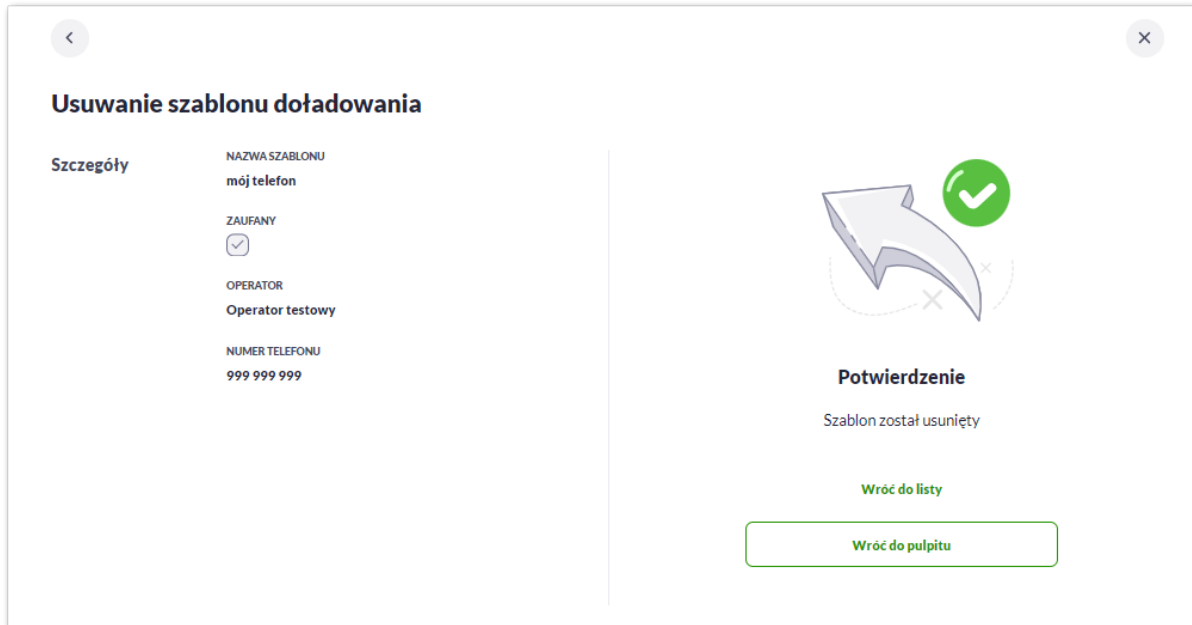 Usuwanie szablonu doładowania
Szczegóły
NAZWA SZABLONU
mój telefon
ZAUFANY
OPERATOR
Operator testowy
NUMER TELEFONU
999 999 999
Potwierdzenie
Szablon został usunięty
Wróć do listy
Wróć do pulpitu